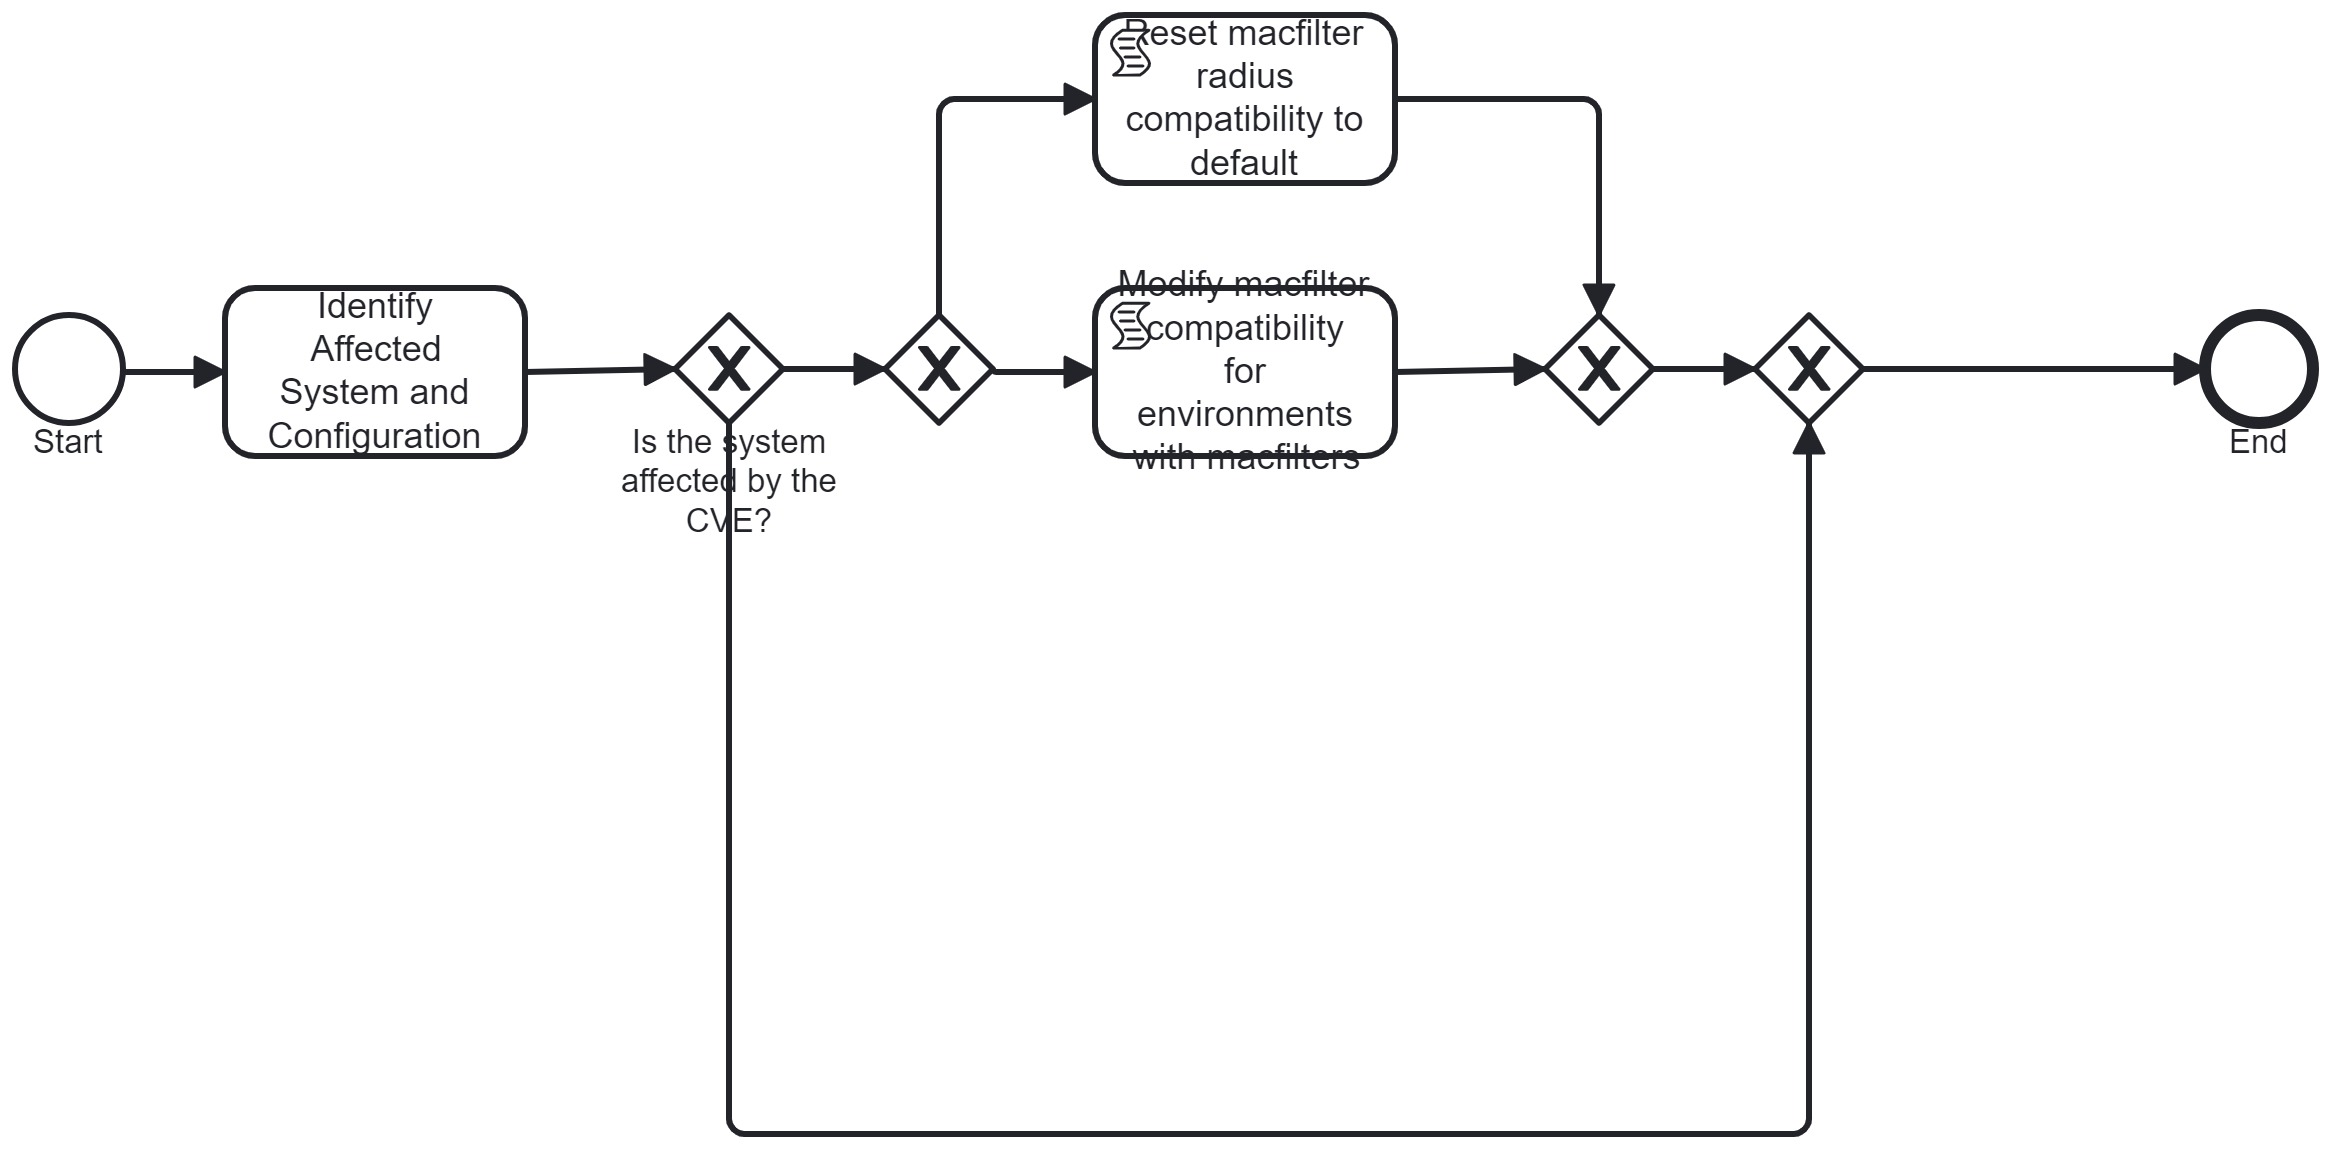 Start
Identify
Affected
System and
Configuration
Is the system
affected by the
CVE?
Reset macfilter
radius
compatibility to
default
Modify macfilter
compatibility
for
environments
with macfilters
End